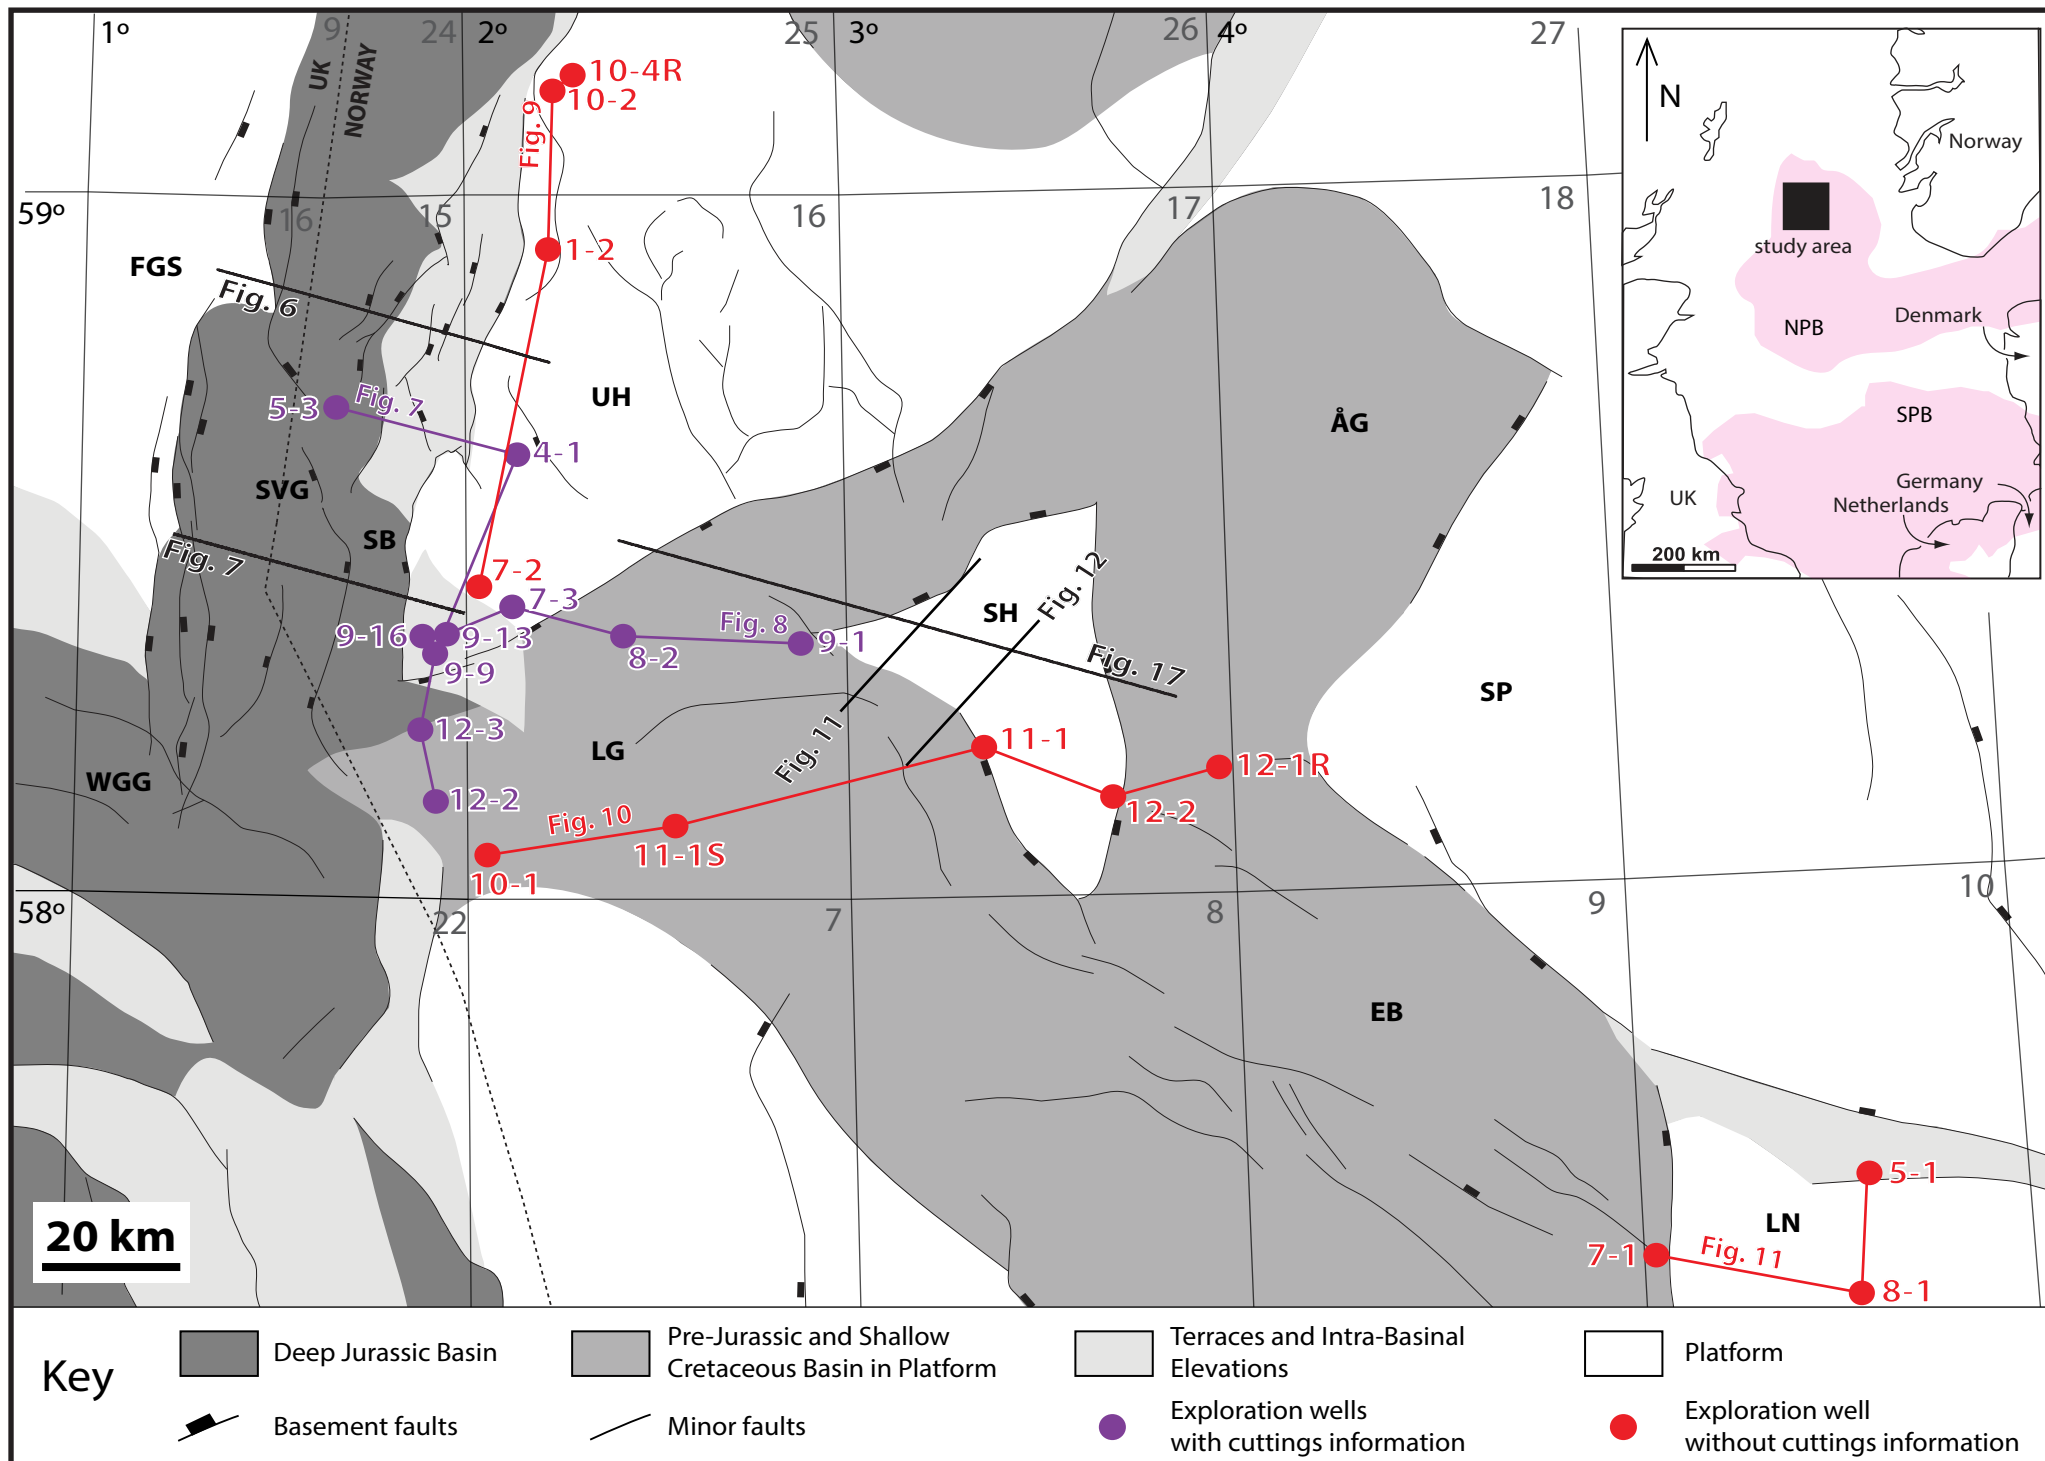 1º
9
24
2º
25
3º
26
4º
27
UK
NORWAY
10-4R
10-2
Fig. 9
N
Norway
59º
16
15
16
17
18
1-2
study area
FGS
Fig. 6
NPB
Denmark
5-3
Fig. 7
UH
ÅG
SPB
4-1
SVG
Germany
UK
Netherlands
SB
Fig. 7
200 km
7-2
7-3
Fig. 12
SH
9-16
9-13
Fig. 8
9-1
8-2
9-9
Fig. 17
SP
12-3
LG
Fig. 11
11-1
WGG
12-1R
12-2
12-2
Fig. 10
11-1S
10-1
58º
22
7
8
9
10
EB
5-1
20 km
LN
7-1
Fig. 11
8-1
Key
Deep Jurassic Basin
Pre-Jurassic and Shallow
Cretaceous Basin in Platform
Terraces and Intra-Basinal
Elevations
Platform
Basement faults
Minor faults
Exploration wells
with cuttings information
Exploration well
without cuttings information